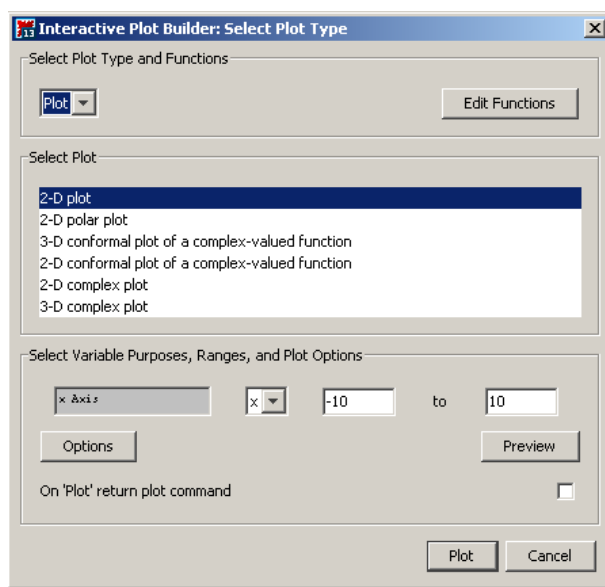 13
Interactive Plot Builder: Select Plot Type
Select Plot Type and Functions
Plot
Edit Functions
Select Plot
2-D plot
2-D polar plot
3-D conformal plot of a complex-valued function
2-D conformal plot of a complex-valued function
2-D complex plot
3-D complex plot
Select Variable Purposes, Ranges, and Plot Options
x Axis x -10 to 10
Options Preview
On 'Plot' return plot command
Plot Cancel